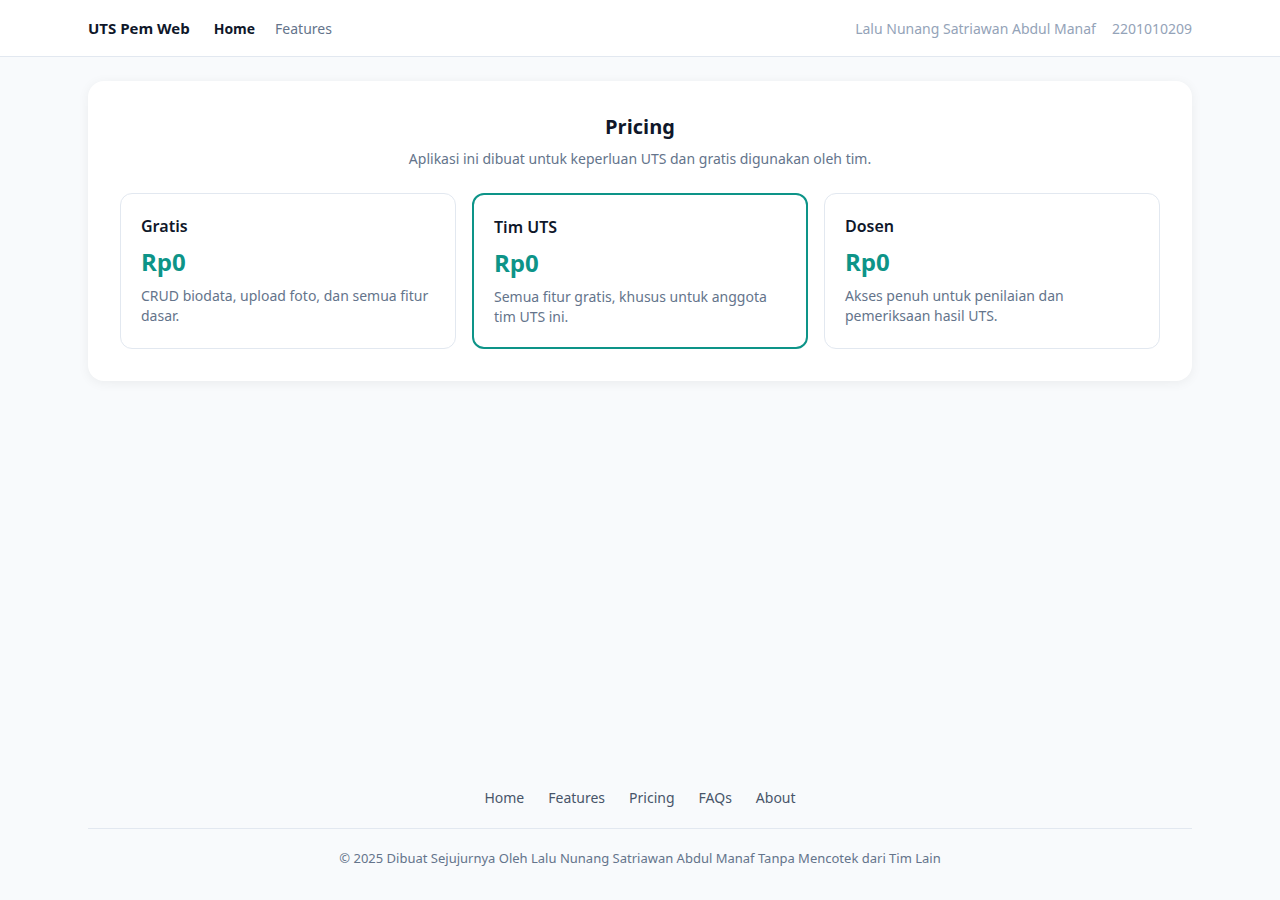 UTS Pem Web Home Features Lalu Nunang Satriawan Abdul Manaf 2201010209
Pricing
Aplikasi ini dibuat untuk keperluan UTS dan gratis digunakan oleh tim.
Gratis
Rp0
CRUD biodata, upload foto, dan semua fitur
dasar.
Tim UTS
Rp0
Semua fitur gratis, khusus untuk anggota
tim UTS ini.
Dosen
Rp0
Akses penuh untuk penilaian dan
pemeriksaan hasil UTS.
Home Features Pricing FAQs About
© 2025 Dibuat Sejujurnya Oleh Lalu Nunang Satriawan Abdul Manaf Tanpa Mencotek dari Tim Lain